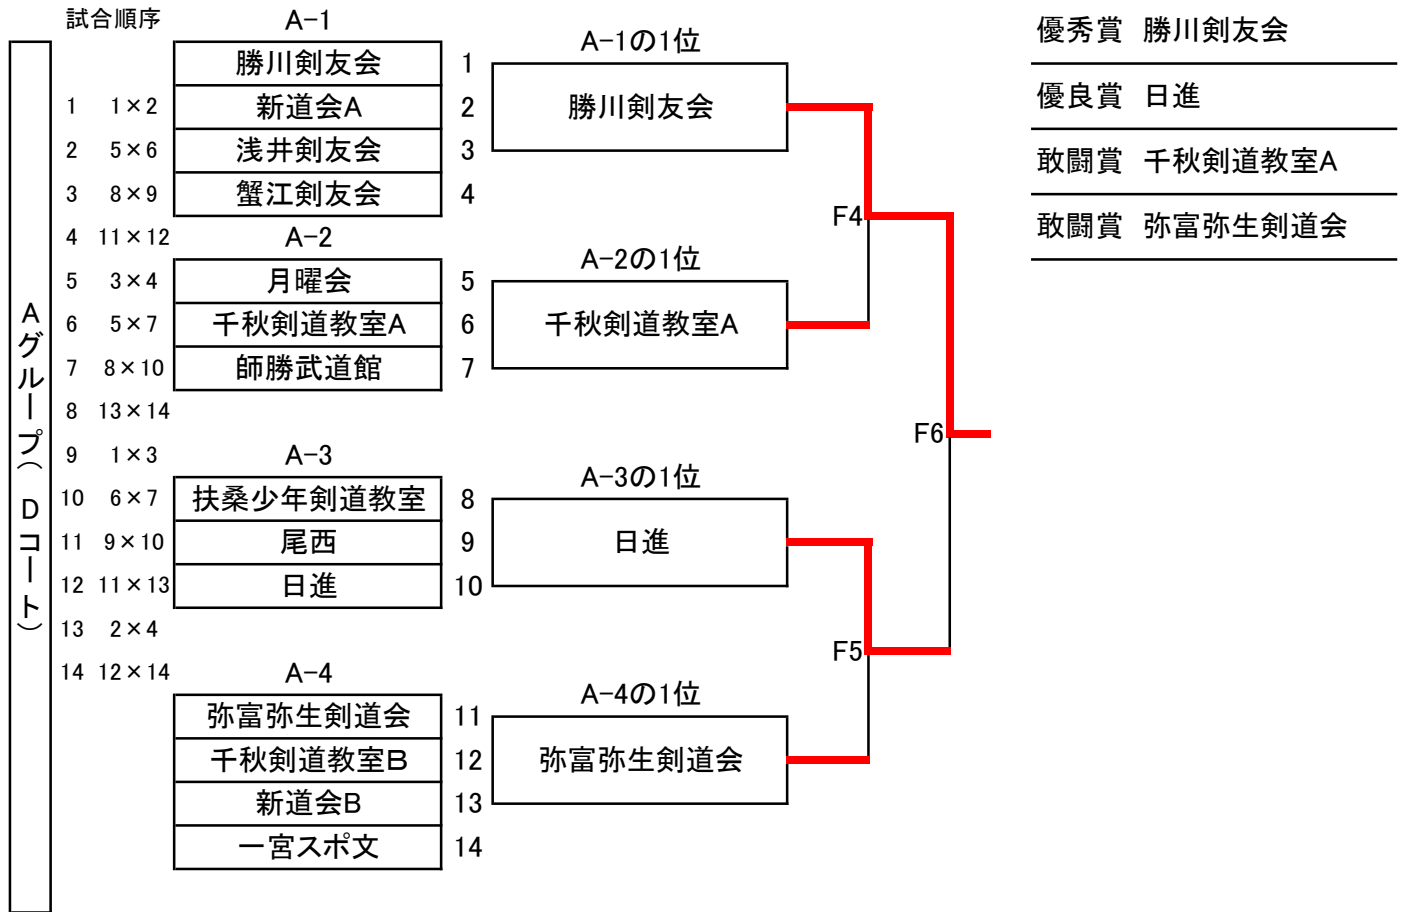 試合順序
A-1
勝川剣友会 1
1 1×2 新道会A 2
2 5×6 浅井剣友会 3
3 8×9 蟹江剣友会 4
4 11×12 A-2
5 3×4 月曜会 5
6 5×7 千秋剣道教室A 6
7 8×10 師勝武道館 7
8 13×14
9 1×3 A-3
10 6×7 扶桑少年剣道教室 8
11 9×10 尾西 9
12 11×13 日進 10
13 2×4
14 12×14 A-4
弥富弥生剣道会 11
千秋剣道教室B 12
新道会B 13
一宮スポ文 14
Aグループ(Dコート)
A-1の1位
勝川剣友会
A-2の1位
千秋剣道教室A
A-3の1位
日進
A-4の1位
弥富弥生剣道会
F4
F5
F6
優秀賞 勝川剣友会
優良賞 日進
敢闘賞 千秋剣道教室A
敢闘賞 弥富弥生剣道会